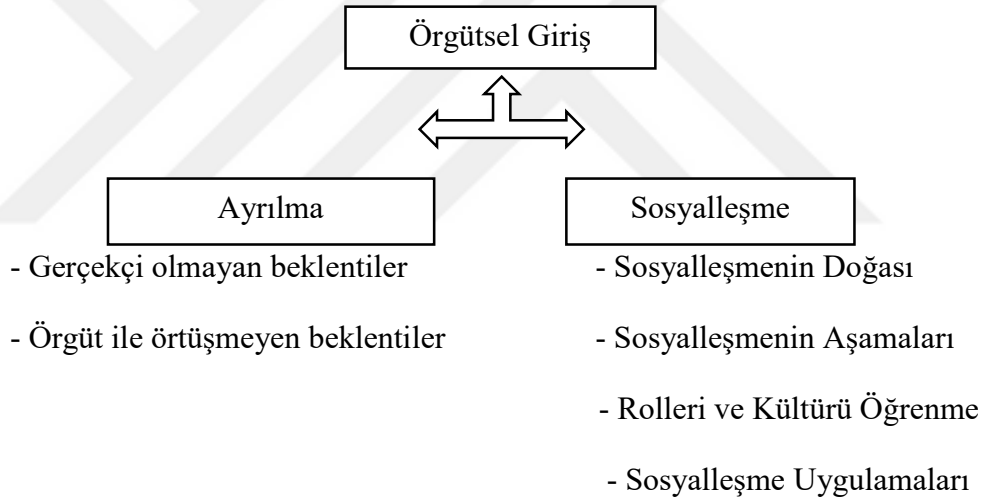 Örgütsel Giriş
Ayrılma
- Gerçekçi olmayan beklentiler
- Örgüt ile örtüşmeyen beklentiler
Sosyalleşme
- Sosyalleşmenin Doğası
- Sosyalleşmenin Aşamaları
- Rolleri ve Kültürü Öğrenme
- Sosyalleşme Uygulamaları